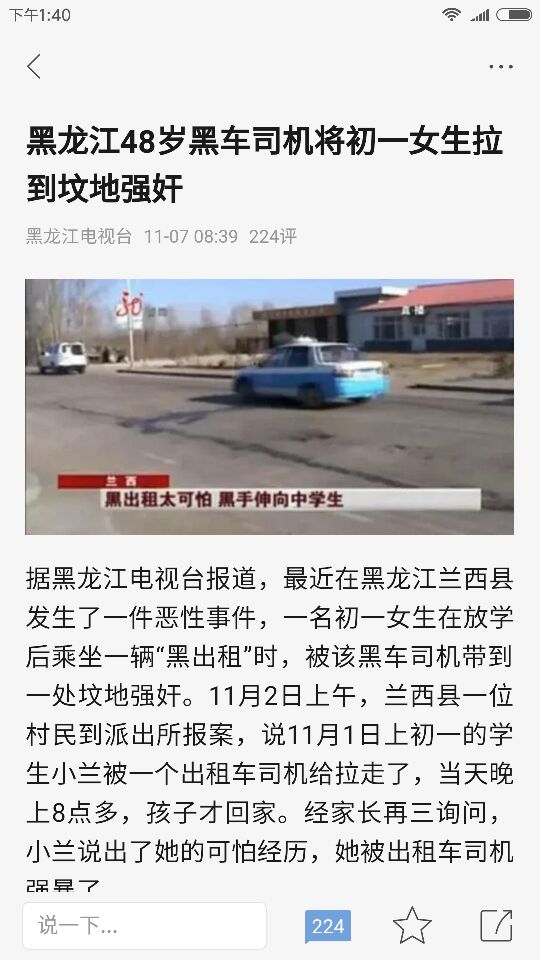 下午1:40
黑龙江48岁黑车司机将初一女生拉
到坟地强奸
黑龙江电视台 11-07 08:39 224评
兰西
黑出租太可怕 黑手伸向中学生
据黑龙江电视台报道，最近在黑龙江兰西县
发生了一件恶性事件，一名初一女生在放学
后乘坐一辆“黑出租”时，被该黑车司机带到
一处坟地强奸。11月2日上午，兰西县一位
村民到派出所报案，说11月1日上初一的学
生小兰被一个出租车司机给拉走了，当天晚
上8点多，孩子才回家。经家长再三询问，
小兰说出了她的可怕经历，她被出租车司机
强暴了
说一下...
224